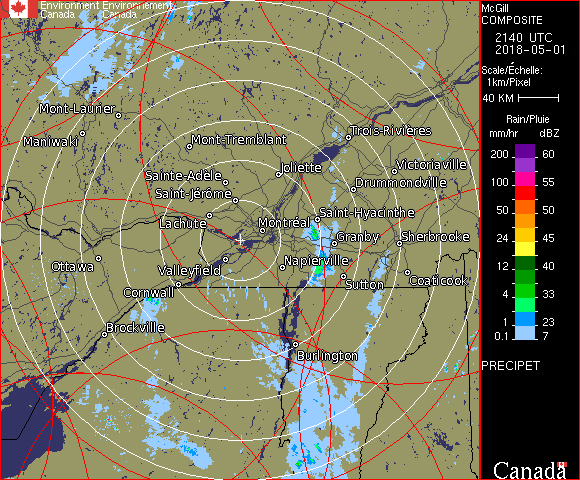 Environment Environnement
Canada Canada
McGill
COMPOSITE
2140 UTC
2018-05-01
Scale/Échelle:
1km/Pixel
40 KM
Rain/Pluie
mm/hr dBZ
200 60
150 57
100 55
50 50
24 45
12 40
4 33
1 23
0.1 7
PRECIPET
Canada
Mont-Laurier
Maniwaki
Mont-Tremblant
Trois-Rivières
Joliette
Victoriaville
Sainte-Adèle
Drummondville
Saint-Jérôme
Saint-Hyacinthe
Lachute
Montréal
Granby
Sherbrooke
Ottawa
Valleyfield
Napierville
Coaticook
Sutton
Cornwall
Brockville
Burlington